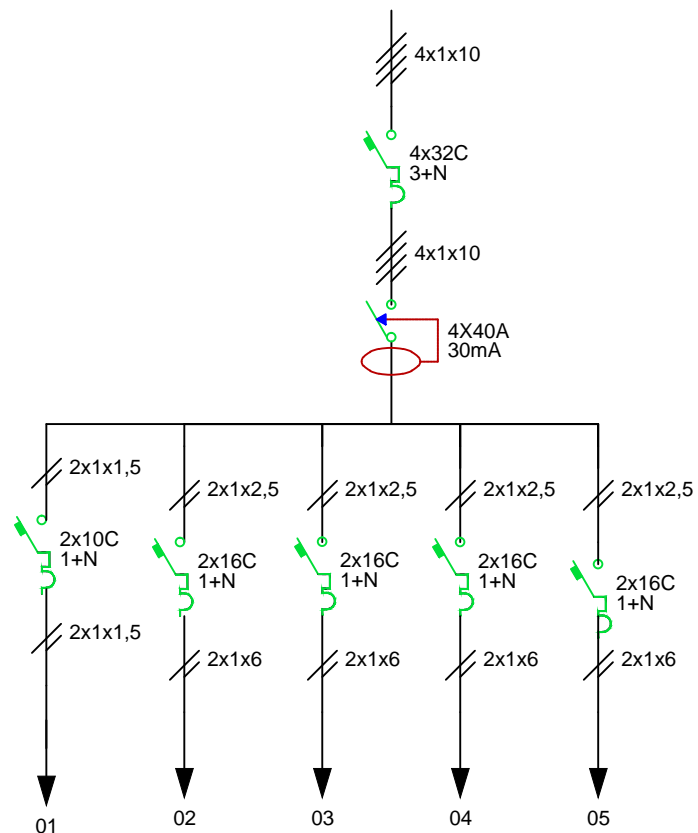 4x1x10
4x32C
3+N
4x1x10
4X40A
30mA
2x1x1,5
2x1x2,5
2x1x2,5
2x1x2,5
2x1x2,5
2x10C
1+N
2x16C
1+N
2x16C
1+N
2x16C
1+N
2x16C
1+N
2x1x1,5
2x1x6
2x1x6
2x1x6
2x1x6
01
02
03
04
05